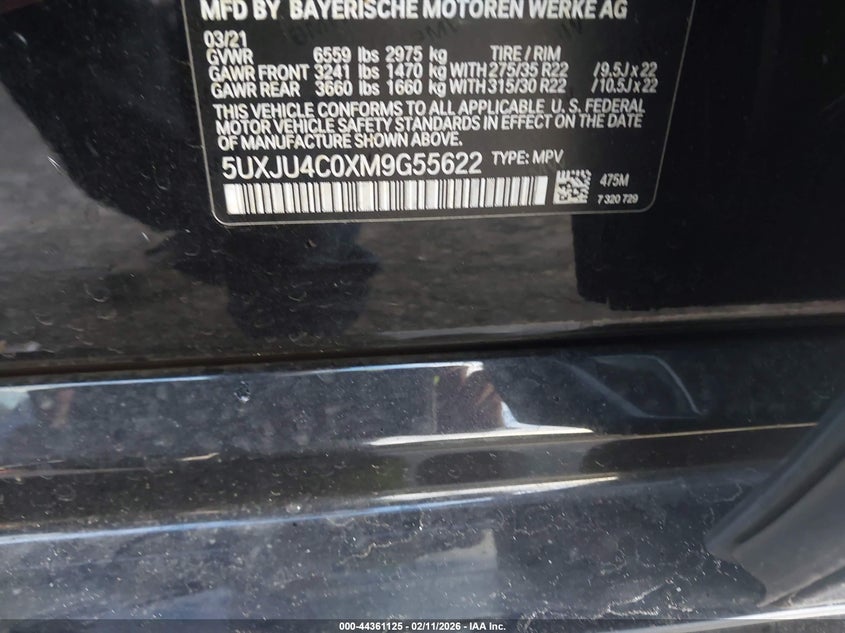 MFD BY BAYERISCHE MOTOREN WERKE AG
03/21
GVWR 6559 lbs 2975 kg TIRE / RIM
GAWR FRONT 3241 lbs 1470 kg WITH 275/35 R22 / 9.5J x 22
GAWR REAR 3660 lbs 1660 kg WITH 315/30 R22 / 10.5J x 22
THIS VEHICLE CONFORMS TO ALL APPLICABLE U. S. FEDERAL
MOTOR VEHICLE SAFETY STANDARDS IN EFFECT ON THE DATE
OF MANUFACTURE SHOWN ABOVE.
5UXJU4C0XM9G55622 TYPE: MPV
475M
7 320 729
000-44361125 - 02/11/2026 - IAA Inc.